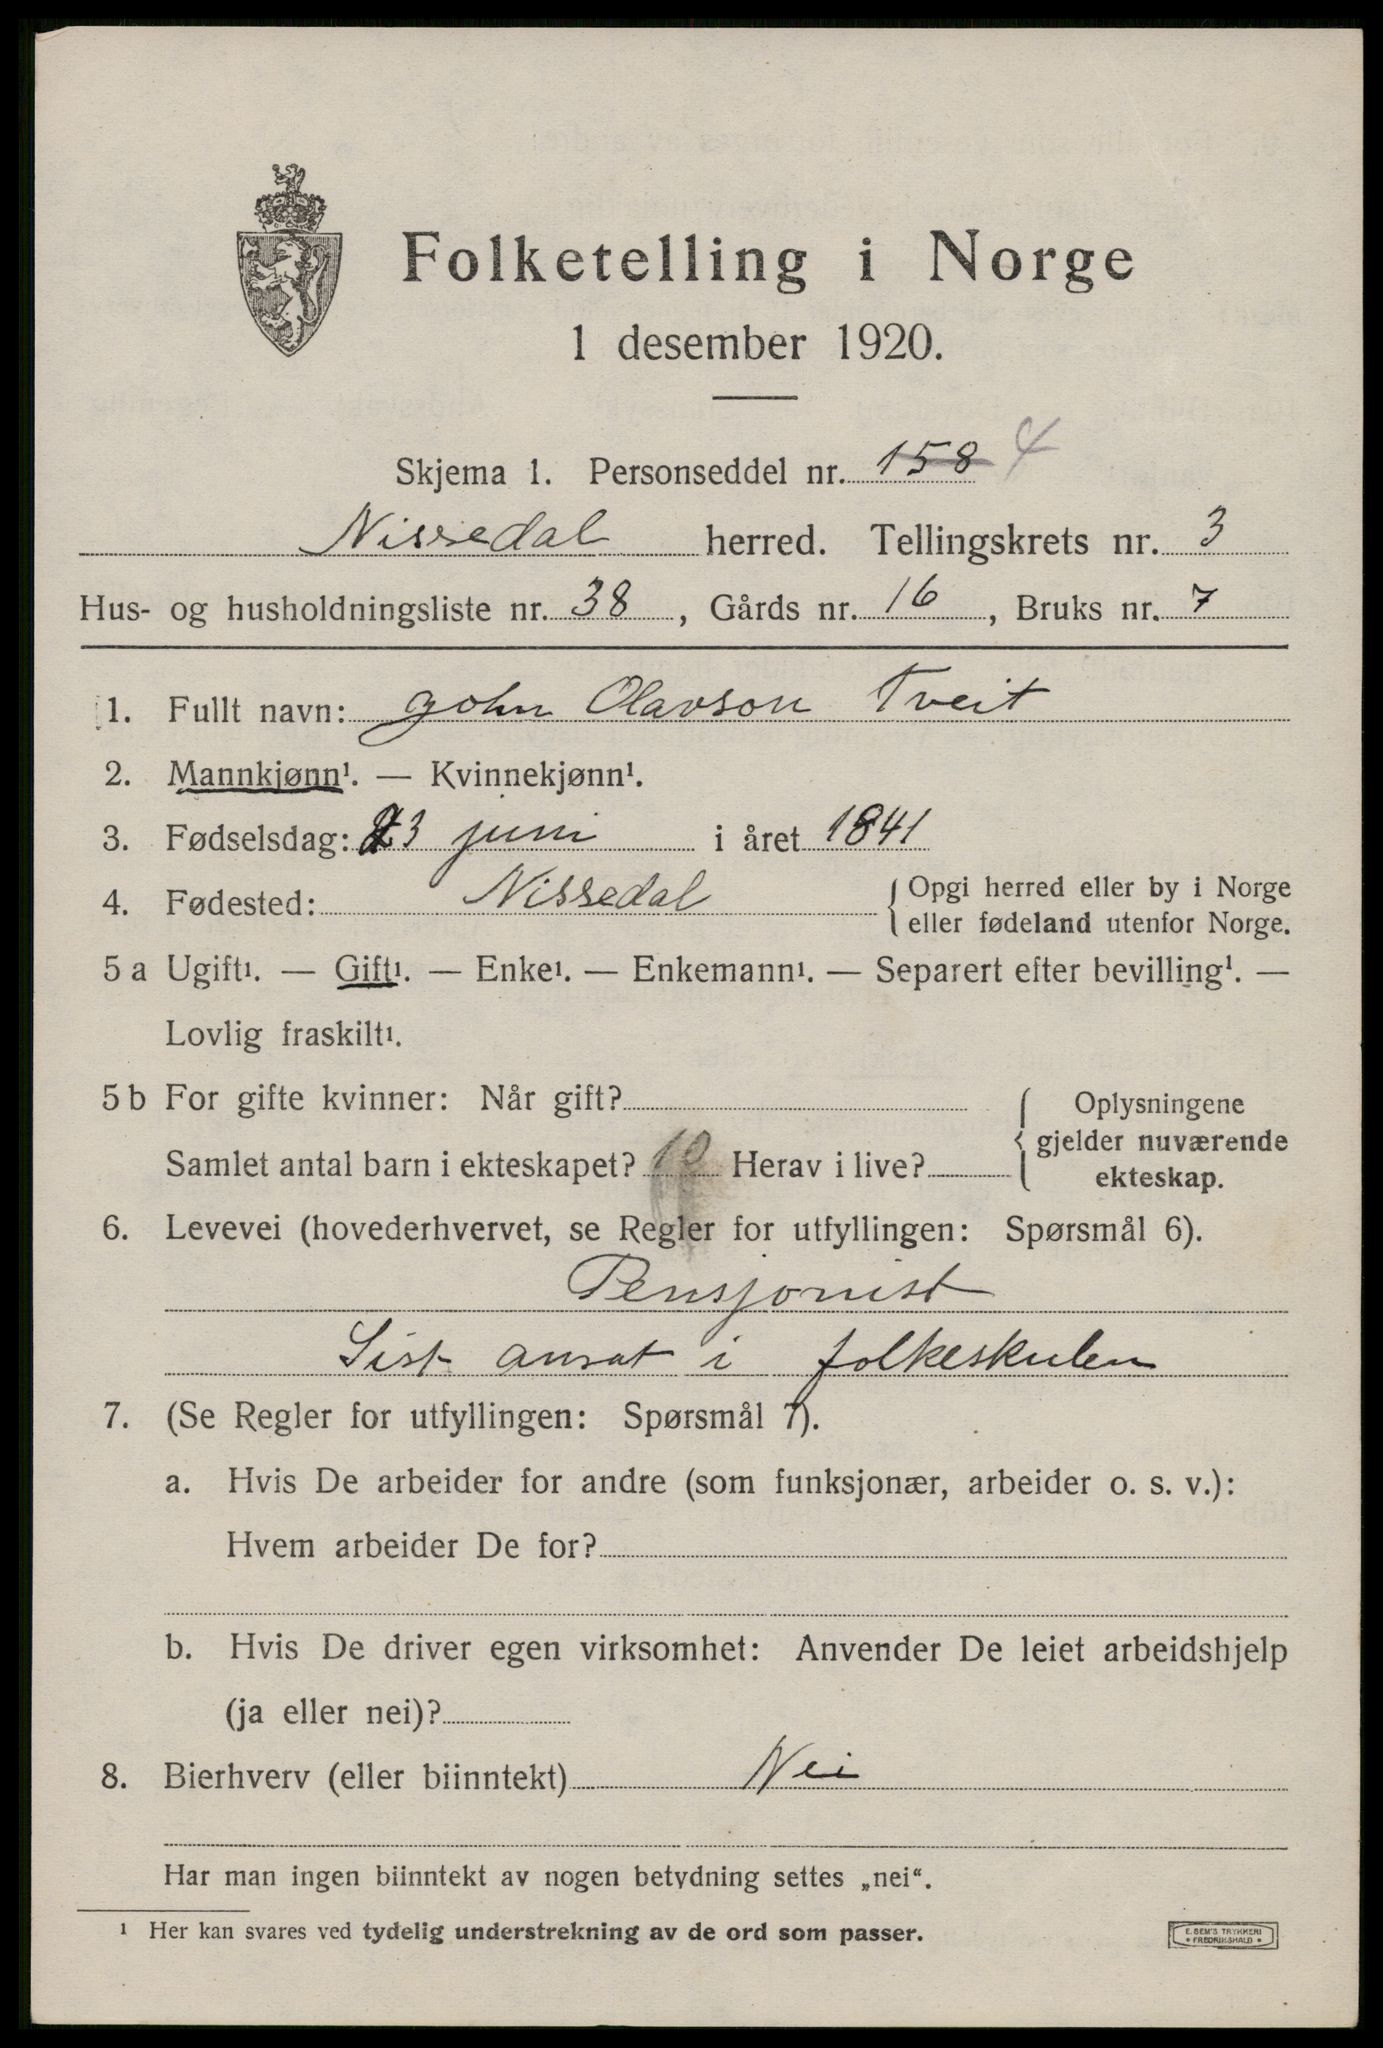 Folketelling i Norge
1 desember 1920.
Skjema 1. Personseddel nr. 158 4
Nissedal herred. Tellingskrets nr. 3
Hus- og husholdningsliste nr. 38, Gårds nr. 16, Bruks nr. 7
1. Fullt navn: John Olavson Tveit
2. Mannkjønn¹. — Kvinnekjønn¹.
3. Fødselsdag: 23 juni i året 1841
4. Fødested: Nissedal { Opgi herred eller by i Norge
eller fødeland utenfor Norge.
5 a Ugift¹. — Gift¹. — Enke¹. — Enkemann¹. — Separert efter bevilling¹. —
Lovlig fraskilt¹.
5 b For gifte kvinner: Når gift? { Oplysningene
gjelder nuværende
Samlet antal barn i ekteskapet? 10 Herav i live? ekteskap.
6. Levevei (hovederhvervet, se Regler for utfyllingen: Spørsmål 6).
Pensjonist
Sist ansat i folkeskulen
7. (Se Regler for utfyllingen: Spørsmål 7).
a. Hvis De arbeider for andre (som funksjonær, arbeider o. s. v.):
Hvem arbeider De for?
b. Hvis De driver egen virksomhet: Anvender De leiet arbeidshjelp
(ja eller nei)?
8. Bierhverv (eller biinntekt) Nei
Har man ingen biinntekt av nogen betydning settes „nei“.
¹ Her kan svares ved tydelig understrekning av de ord som passer.
E. SEM'S TRYKKERI
• FREDRIKSHALD •